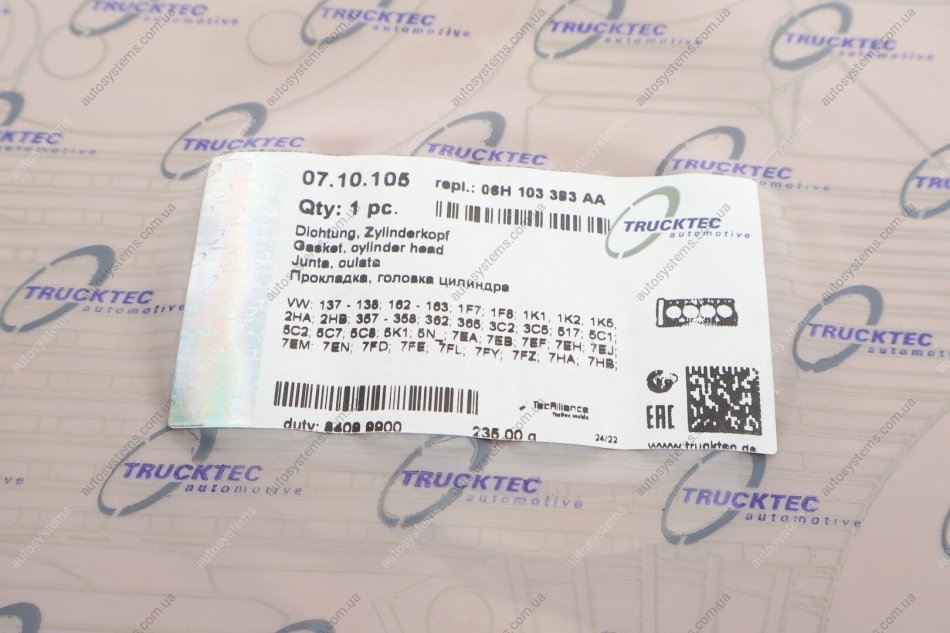 07.10.105
repl.: 06H 103 383 AA
Qty: 1 pc.
TRUCKTEC
automotive
Dichtung, Zylinderkopf
Gasket, cylinder head
Junta, culata
Прокладка, головка цилиндра
VW: 137 - 138; 162 - 163; 1F7; 1F8; 1K1; 1K2; 1K5;
2HA; 2HB; 357 - 358; 362; 365; 3C2; 3C5; 517; 5C1;
5C2; 5C7; 5C8; 5K1; 5N_; 7EA; 7EB; 7EF; 7EH; 7EJ;
7EM; 7EN; 7FD; 7FE; 7FL; 7FY; 7FZ; 7HA; 7HB;
TecAlliance
EAC
duty: 8409 9900
235.00 g
24/22
www.trucktec.de
TRUCKTEC
automotive
autosystems.com.ua